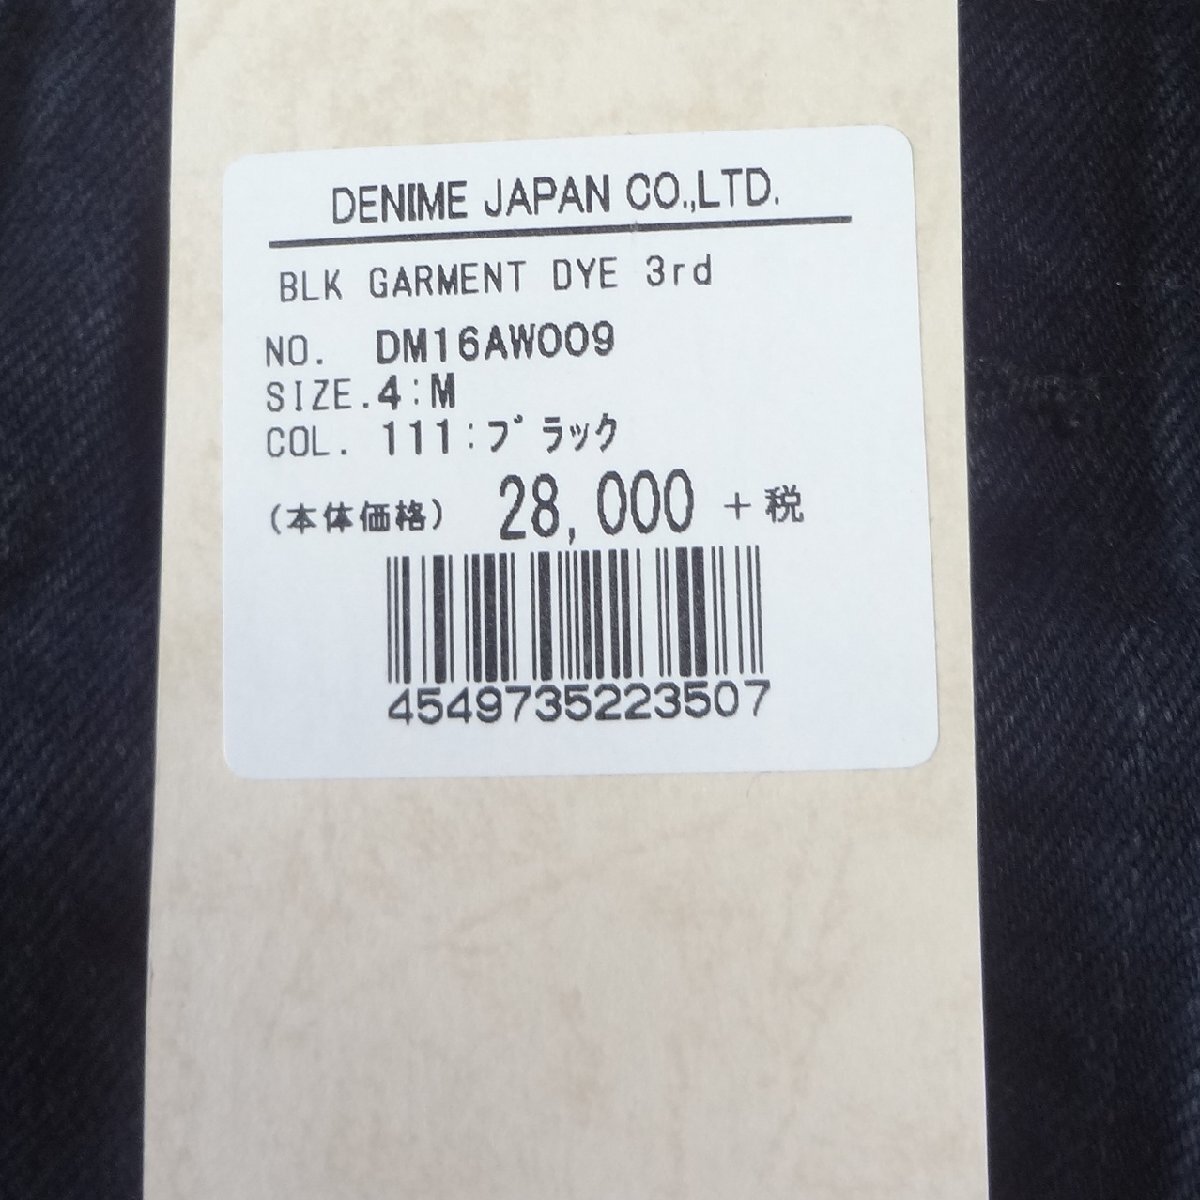 DENIME JAPAN CO.,LTD.
BLK GARMENT DYE 3rd
NO. DM16AW009
SIZE.4:M
COL. 111:ブラック
(本体価格) 28,000 +税
4549735223507